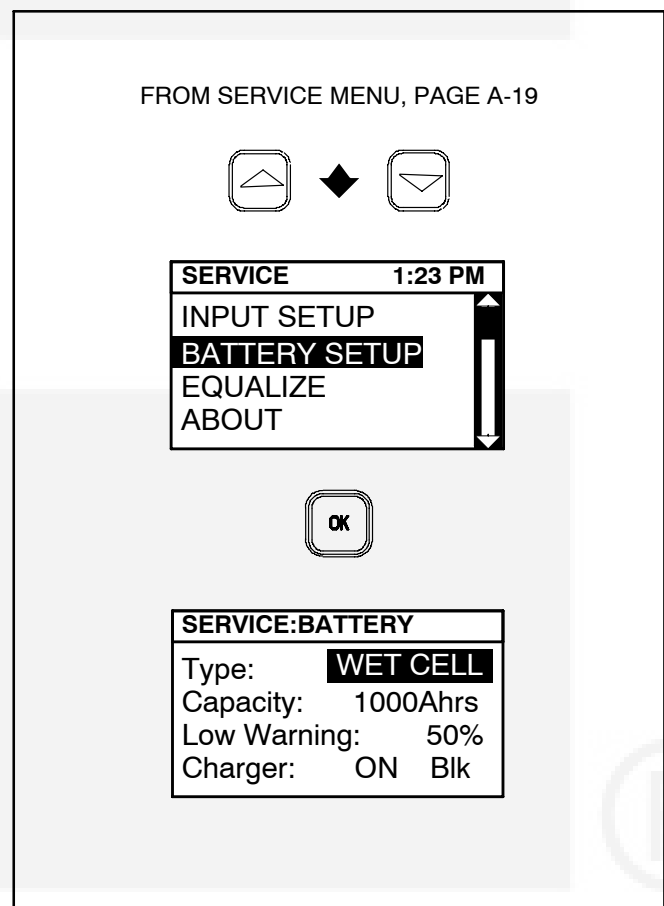 FROM SERVICE MENU, PAGE A-19
SERVICE 1:23 PM
INPUT SETUP
BATTERY SETUP
EQUALIZE
ABOUT
OK
SERVICE:BATTERY
Type: WET CELL
Capacity: 1000Ahrs
Low Warning: 50%
Charger: ON Blk